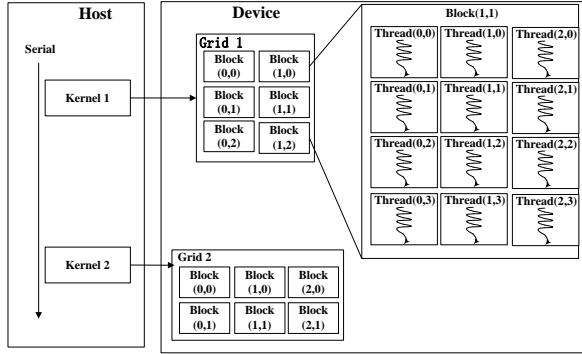 Host
Serial
Kernel 1
Kernel 2
Device
Grid 1
Block Block
(0,0) (1,0)
Block Block
(0,1) (1,1)
Block Block
(0,2) (1,2)
Block(1,1)
Thread(0,0) Thread(1,0) Thread(2,0)
Thread(0,1) Thread(1,1) Thread(2,1)
Thread(0,2) Thread(1,2) Thread(2,2)
Thread(0,3) Thread(1,3) Thread(2,3)
Grid 2
Block Block Block
(0,0) (1,0) (2,0)
Block Block Block
(0,1) (1,1) (2,1)